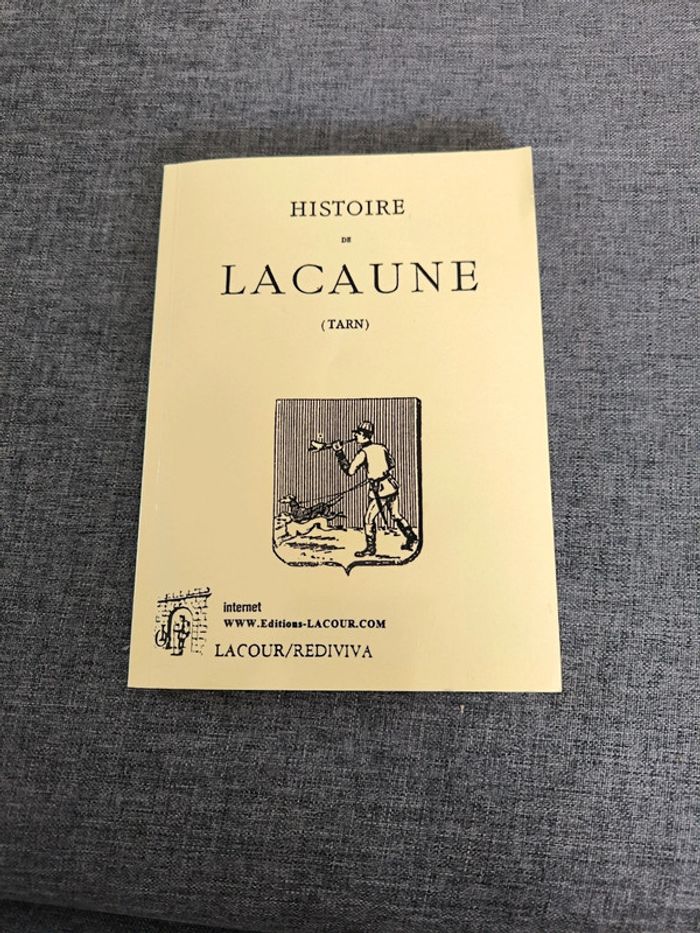 HISTOIRE
DE
LACAUNE
(TARN)
internet
WWW.Editions-LACOUR.COM
LACOUR/REDIVIVA